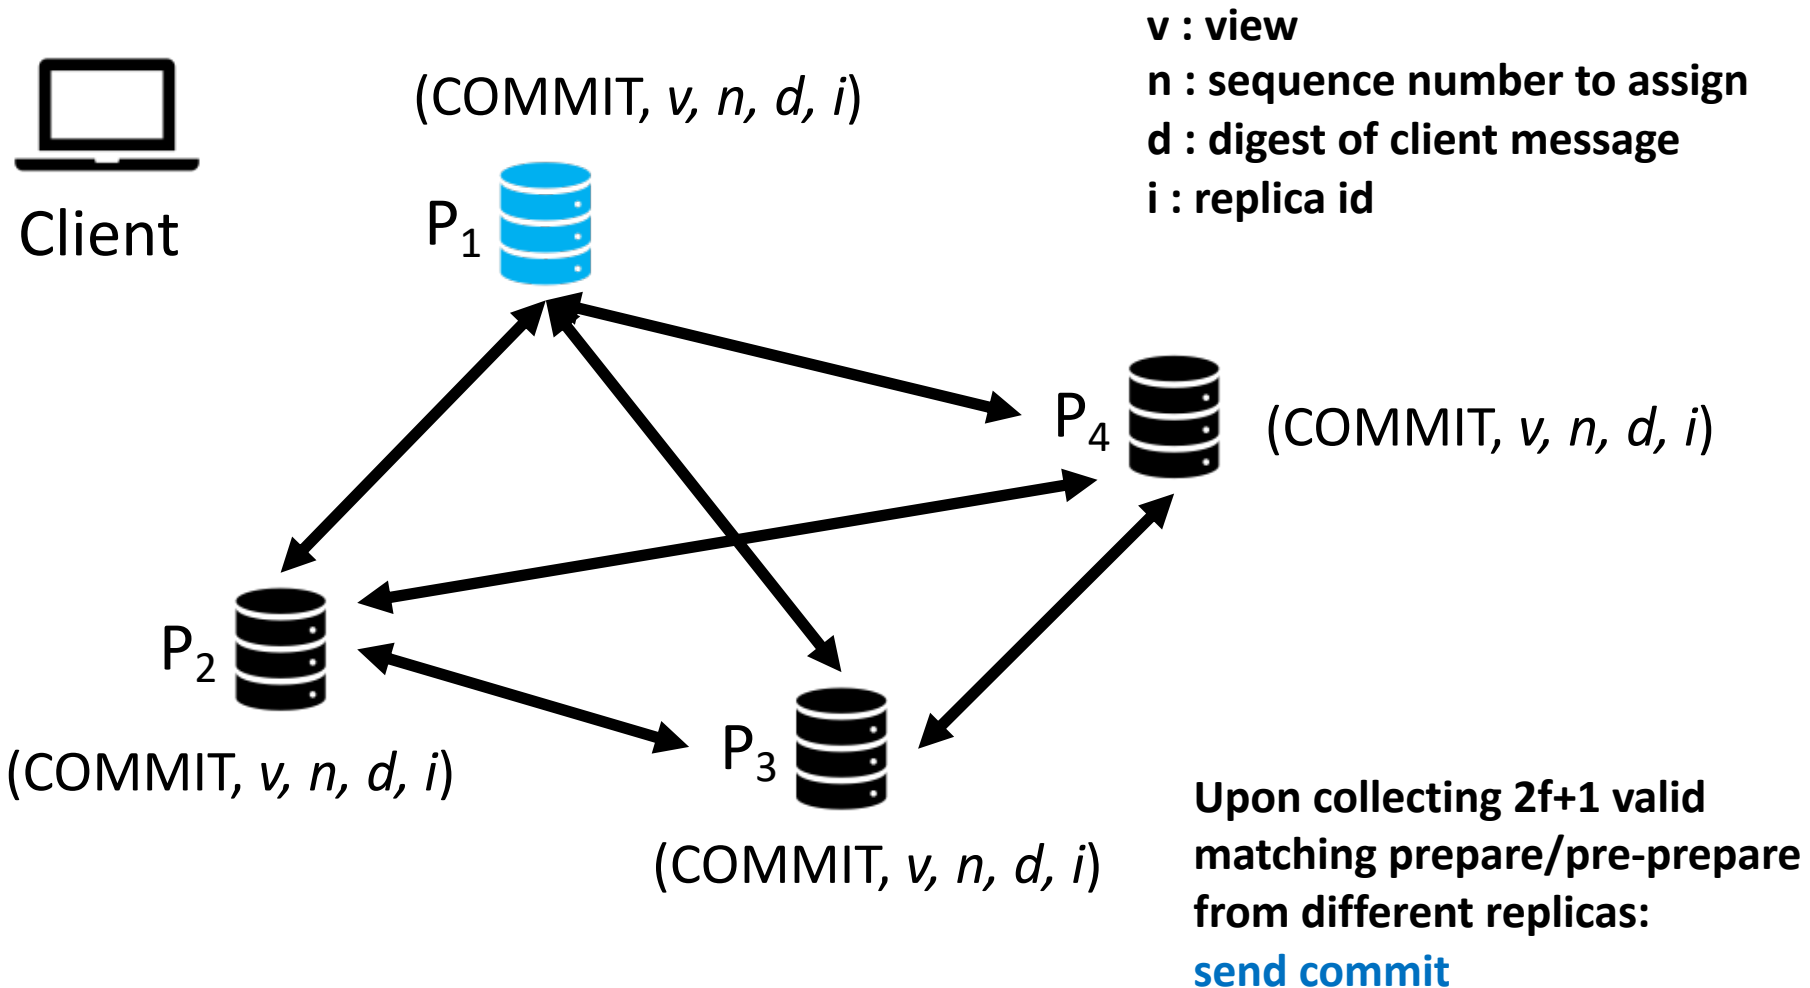 v : view
n : sequence number to assign
d : digest of client message
i : replica id
(COMMIT, v, n, d, i)
Client
P1
P4
(COMMIT, v, n, d, i)
P2
(COMMIT, v, n, d, i)
P3
(COMMIT, v, n, d, i)
Upon collecting 2f+1 valid
matching prepare/pre-prepare
from different replicas:
send commit